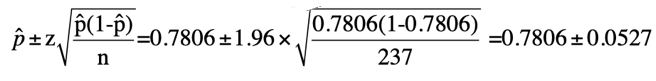 p̂ ± z√(p̂(1-p̂)/n)=0.7806±1.96×√(0.7806(1-0.7806)/237) =0.7806±0.0527